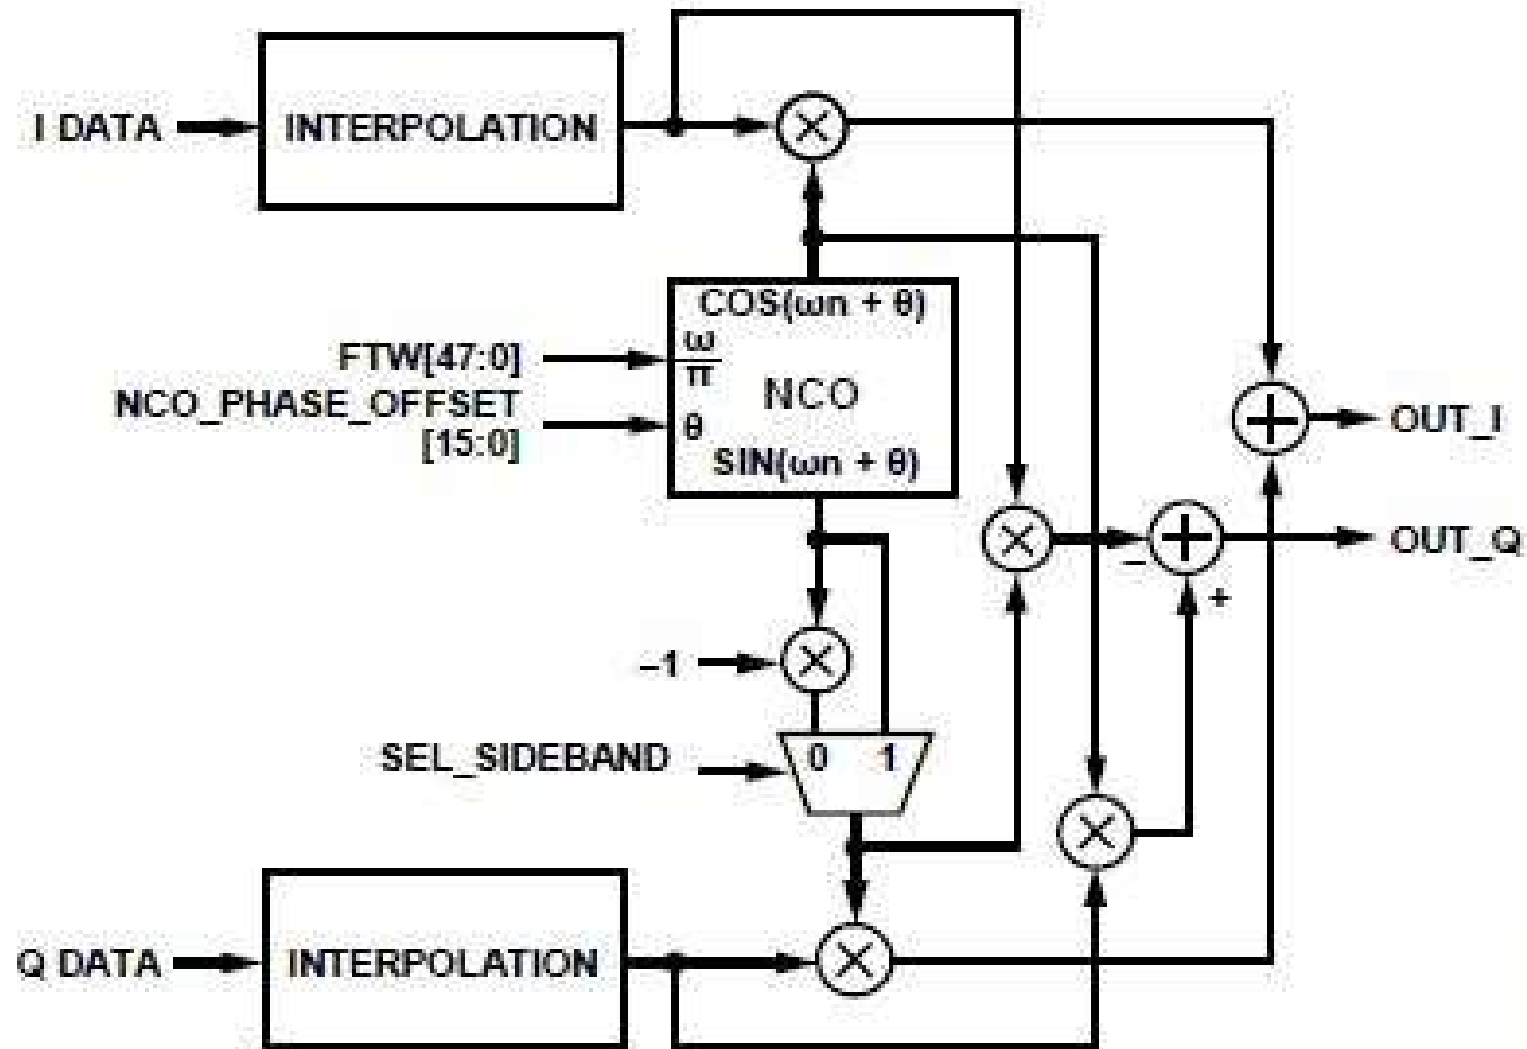 I DATA
INTERPOLATION
COS(ωn + θ)
FTW[47:0]
ω
π
NCO
NCO_PHASE_OFFSET
[15:0]
θ
SIN(ωn + θ)
OUT_I
OUT_Q
–
+
–1
SEL_SIDEBAND
0 1
Q DATA
INTERPOLATION